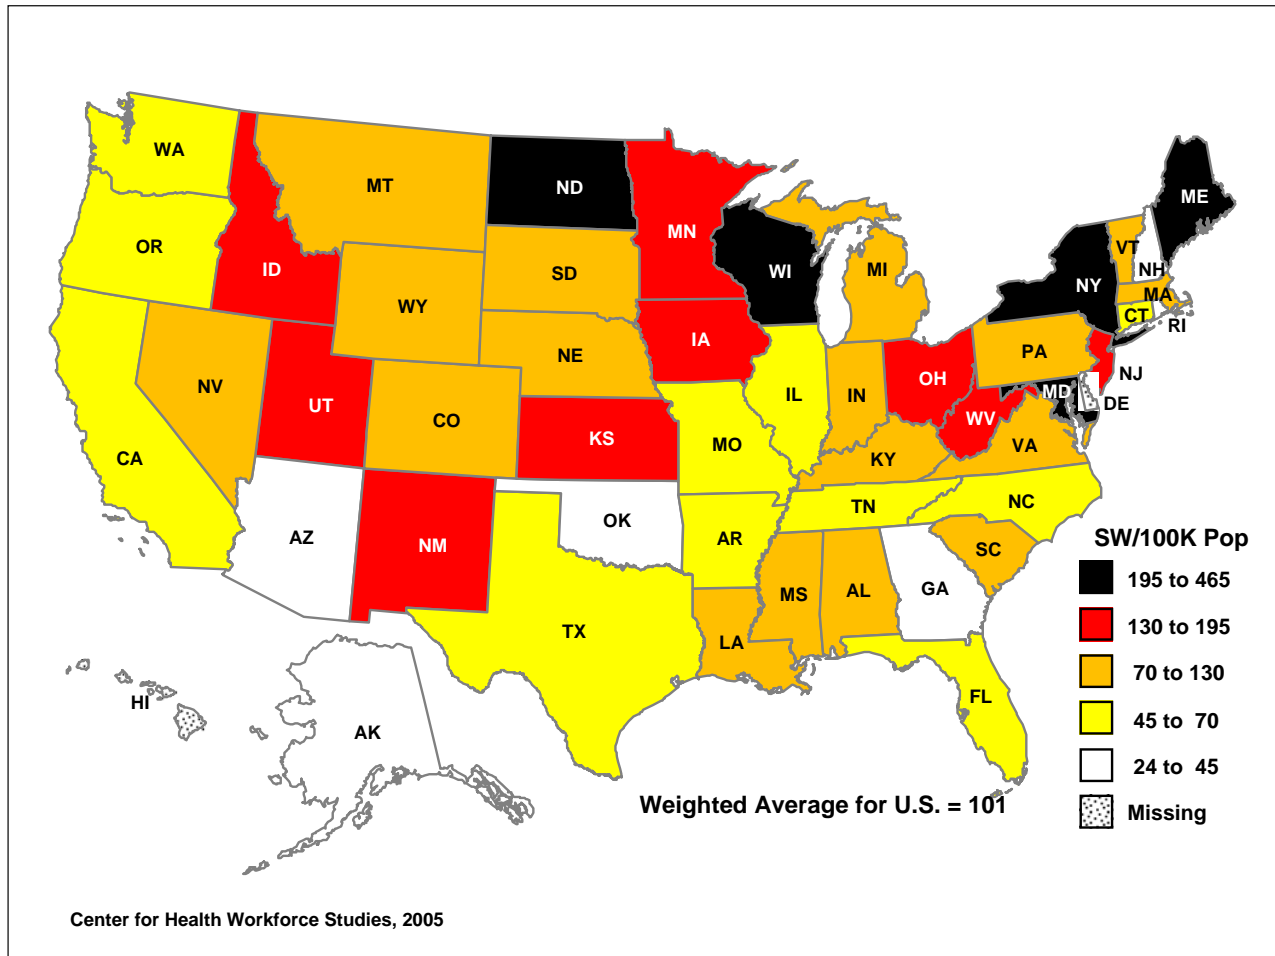 WA
MT
ND
ME
OR
ID
MN
VT
NH
SD
WI
MI
NY
MA
WY
CT
RI
IA
NE
PA
NV
UT
CO
IL
IN
OH
NJ
MD
DE
KS
MO
WV
CA
KY
VA
TN
NC
AZ
NM
OK
AR
SC
MS
AL
GA
TX
LA
FL
HI
AK
SW/100K Pop
195 to 465
130 to 195
70 to 130
45 to 70
24 to 45
Missing
Weighted Average for U.S. = 101
Center for Health Workforce Studies, 2005